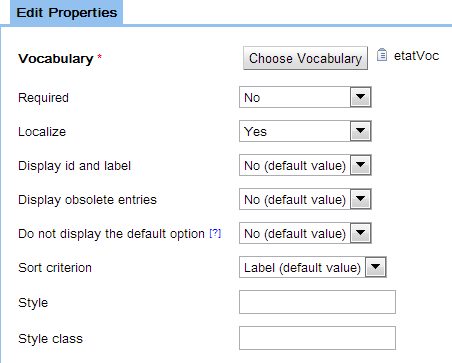 Edit Properties
Vocabulary * Choose Vocabulary etatVoc
Required No
Localize Yes
Display id and label No (default value)
Display obsolete entries No (default value)
Do not display the default option [?] No (default value)
Sort criterion Label (default value)
Style
Style class